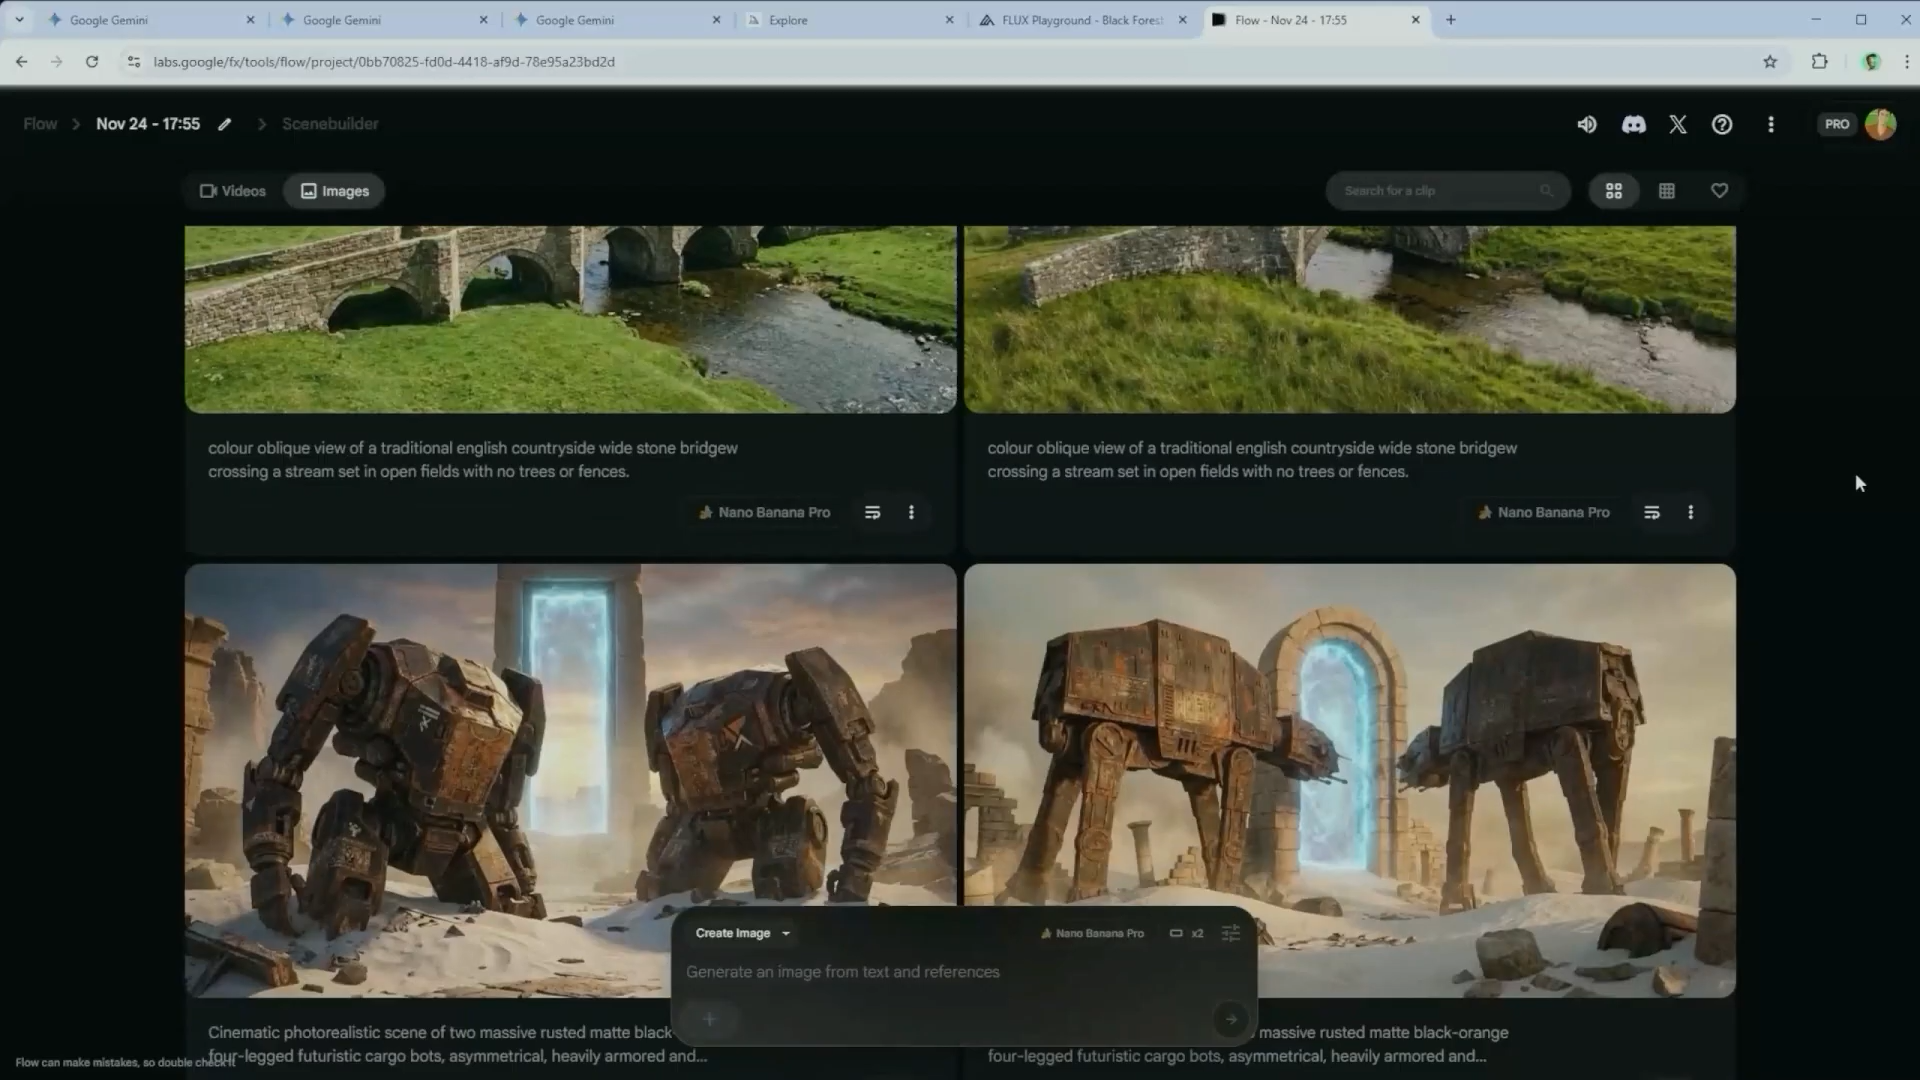 Google Gemini
Google Gemini
Google Gemini
Explore
FLUX Playground - Black Forest
Flow - Nov 24 - 17:55
labs.google/fx/tools/flow/project/0bb70825-fd0d-4418-af9d-78e95a23bd2d
Flow
Nov 24 - 17:55
Scenebuilder
PRO
Videos
Images
Search for a clip
colour oblique view of a traditional english countryside wide stone bridgew
crossing a stream set in open fields with no trees or fences.
Nano Banana Pro
colour oblique view of a traditional english countryside wide stone bridgew
crossing a stream set in open fields with no trees or fences.
Nano Banana Pro
Create Image
Nano Banana Pro
x2
Generate an image from text and references
Cinematic photorealistic scene of two massive rusted matte black-
four-legged futuristic cargo bots, asymmetrical, heavily armored and...
massive rusted matte black-orange
four-legged futuristic cargo bots, asymmetrical, heavily armored and...
Flow can make mistakes, so double check it